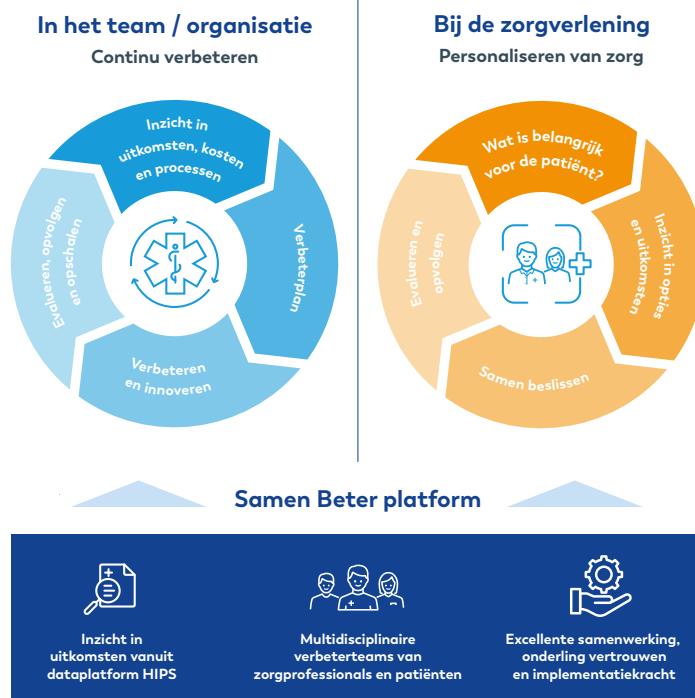 In het team / organisatie
Continu verbeteren
Inzicht in
uitkomsten, kosten
en processen
Verbeterplan
Verbeteren
en innoveren
Evalueren, opvolgen
en opschalen
Bij de zorgverlening
Personaliseren van zorg
Wat is belangrijk
voor de patiënt?
Inzicht in opties
en uitkomsten
Samen beslissen
Evalueren en
opvolgen
Samen Beter platform
Inzicht in
uitkomsten vanuit
dataplatform HIPS
Multidisciplinaire
verbeterteams van
zorgprofessionals en patiënten
Excellente samenwerking,
onderling vertrouwen
en implementatiekracht